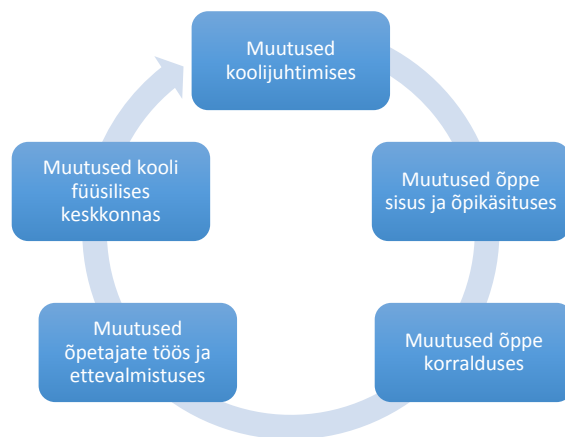 Muutused
koolijuhtimises
Muutused õppe
sisus ja õpikäsituses
Muutused õppe
korralduses
Muutused
õpetajate töös ja
ettevalmistuses
Muutused kooli
füüsilises
keskkonnas